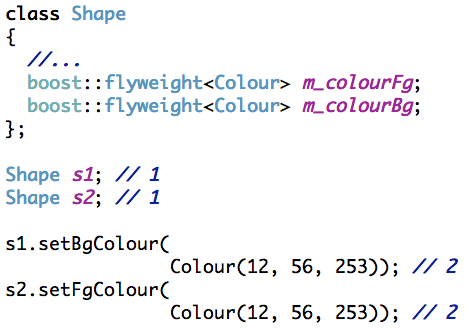 class Shape
{
  //...
  boost::flyweight<Colour> m_colourFg;
  boost::flyweight<Colour> m_colourBg;
};

Shape s1; // 1
Shape s2; // 1

s1.setBgColour(
               Colour(12, 56, 253)); // 2
s2.setFgColour(
               Colour(12, 56, 253)); // 2